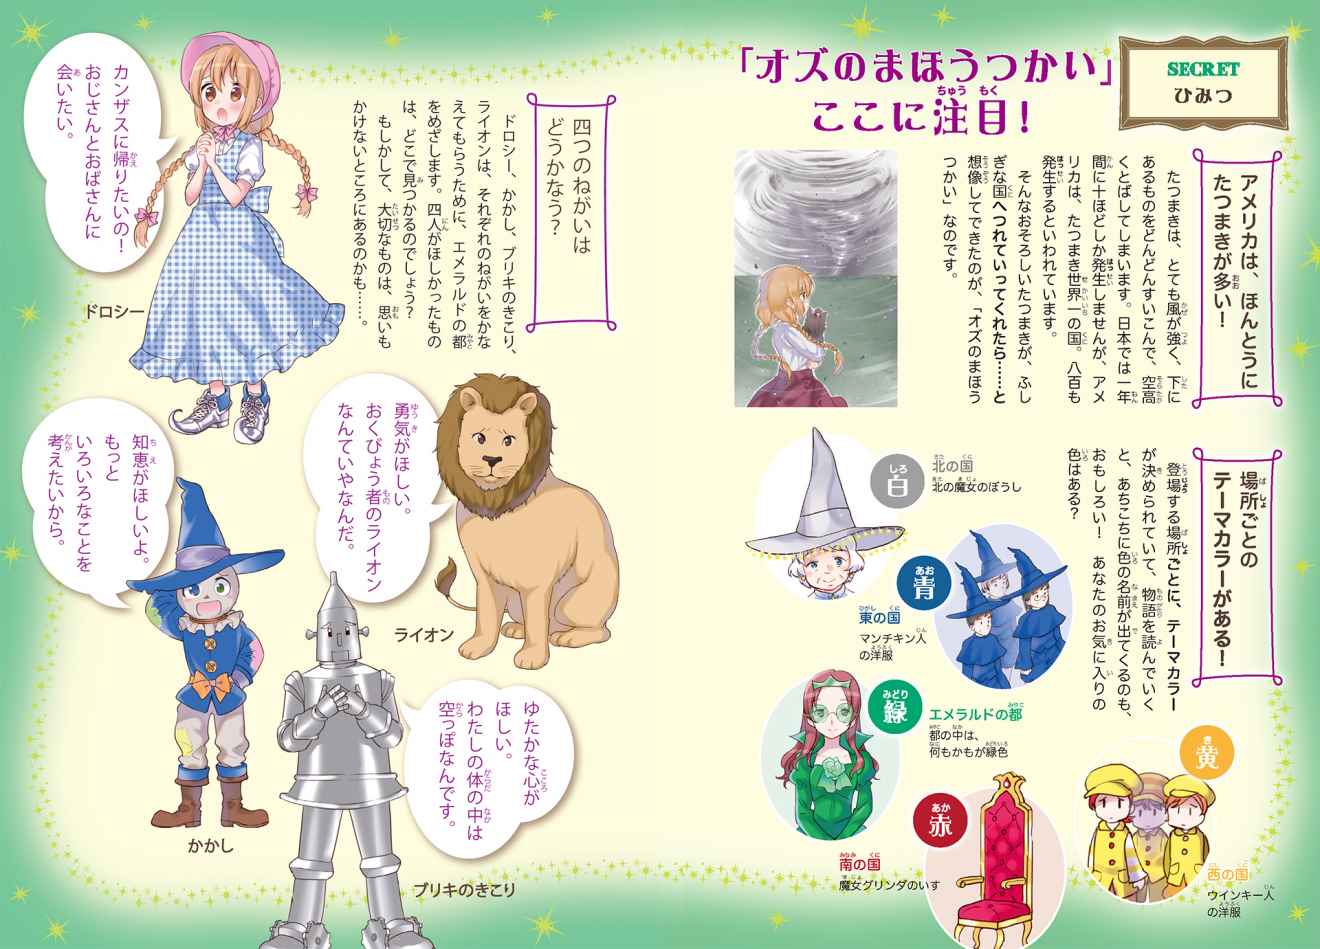 SECRET
ひみつ
「オズのまほうつかい」
ここに注目！
アメリカは、ほんとうに
たつまきが多い！
たつまきは、とても風が強く、下に
あるものをどんどんすいこんで、空高
くとばしてしまいます。日本では一年
間に十ほどしか発生しませんが、アメ
リカは、たつまき世界一の国。八百も
発生するといわれています。
そんなおそろしいたつまきが、ふし
ぎな国へつれていってくれたら……と
想像してできたのが、「オズのまほう
つかい」なのです。
場所ごとの
テーマカラーがある！
登場する場所ごとに、テーマカラー
が決められていて、物語を読んでいく
と、あちこちに色の名前が出てくるのも、
おもしろい！　あなたのお気に入りの
色はある？
白
北の国
北の魔女のぼうし
青
東の国
マンチキン人
の洋服
緑
エメラルドの都
都の中は、
何もかもが緑色
黄
西の国
ウインキー人
の洋服
赤
南の国
魔女グリンダのいす
四つのねがいは
どうかなう？
ドロシー、かかし、ブリキのきこり、
ライオンは、それぞれのねがいをかな
えてもらうために、エメラルドの都
をめざします。四人がほしかったもの
は、どこで見つかるのでしょう？
もしかして、大切なものは、思いも
かけないところにあるのかも……。
カンザスに帰りたいの！
おじさんとおばさんに
会いたい。
ドロシー
勇気がほしい。
おくびょう者のライオン
なんていやなんだ。
ライオン
知恵がほしいよ。
もっと
いろいろなことを
考えたいから。
かかし
ゆたかな心が
ほしい。
わたしの体の中は
空っぽなんです。
ブリキのきこり